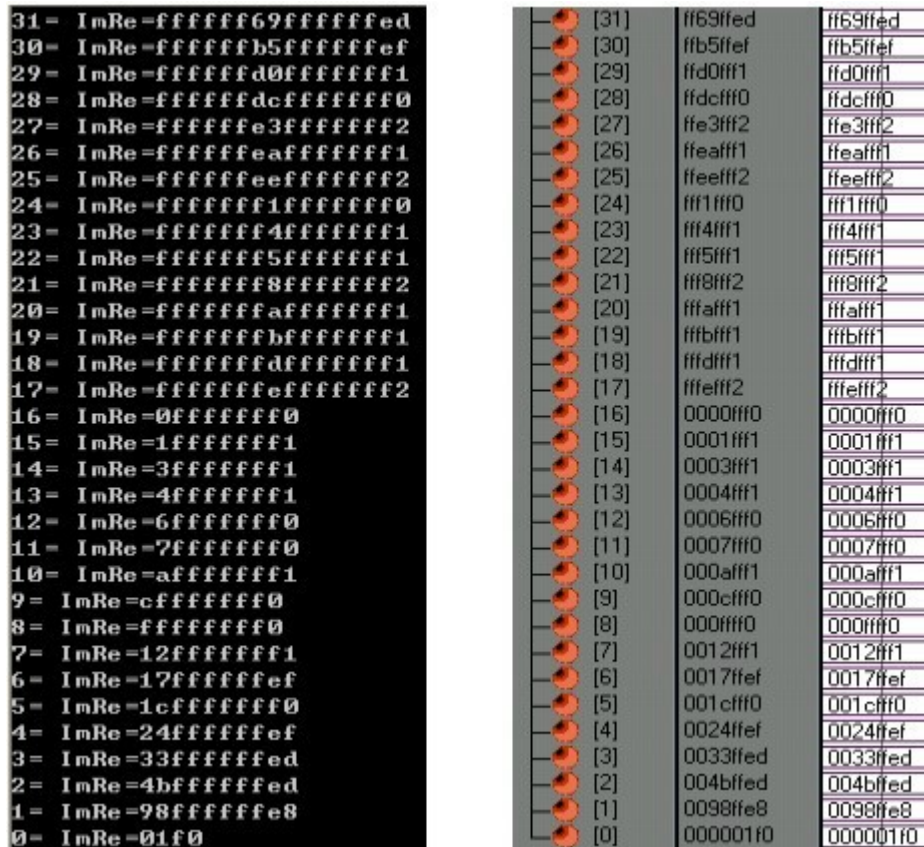 31= ImRe=ffffff69ffffffed
30= ImRe=ffffffb5ffffffef
29= ImRe=ffffffd0fffffff1
28= ImRe=ffffffdcfffffff0
27= ImRe=ffffffe3fffffff2
26= ImRe=ffffffeafffffff1
25= ImRe=ffffffeefffffff2
24= ImRe=fffffff1fffffff0
23= ImRe=fffffff4fffffff1
22= ImRe=fffffff5fffffff1
21= ImRe=fffffff8fffffff2
20= ImRe=fffffffafffffff1
19= ImRe=fffffffbfffffff1
18= ImRe=fffffffdfffffff1
17= ImRe=fffffffefffffff2
16= ImRe=0fffffff0
15= ImRe=1fffffff1
14= ImRe=3fffffff1
13= ImRe=4fffffff1
12= ImRe=6fffffff0
11= ImRe=7fffffff0
10= ImRe=afffffff1
9= ImRe=cfffffff0
8= ImRe=ffffffff0
7= ImRe=12fffffff1
6= ImRe=17ffffffef
5= ImRe=1cfffffff0
4= ImRe=24ffffffef
3= ImRe=33ffffffed
2= ImRe=4bffffffed
1= ImRe=98ffffffe8
0= ImRe=01f0
[31] ff69ffed ff69ffed
[30] ffb5ffef ffb5ffef
[29] ffd0fff1 ffd0fff1
[28] ffdcfff0 ffdcfff0
[27] ffe3fff2 ffe3fff2
[26] ffeafff1 ffeafff1
[25] ffeefff2 ffeefff2
[24] fff1fff0 fff1fff0
[23] fff4fff1 fff4fff1
[22] fff5fff1 fff5fff1
[21] fff8fff2 fff8fff2
[20] fffafff1 fffafff1
[19] fffbfff1 fffbfff1
[18] fffdfff1 fffdfff1
[17] fffefff2 fffefff2
[16] 0000fff0 0000fff0
[15] 0001fff1 0001fff1
[14] 0003fff1 0003fff1
[13] 0004fff1 0004fff1
[12] 0006fff0 0006fff0
[11] 0007fff0 0007fff0
[10] 000afff1 000afff1
[9] 000cfff0 000cfff0
[8] 000ffff0 000ffff0
[7] 0012fff1 0012fff1
[6] 0017ffef 0017ffef
[5] 001cfff0 001cfff0
[4] 0024ffef 0024ffef
[3] 0033ffed 0033ffed
[2] 004bffed 004bffed
[1] 0098ffe8 0098ffe8
[0] 000001f0 000001f0